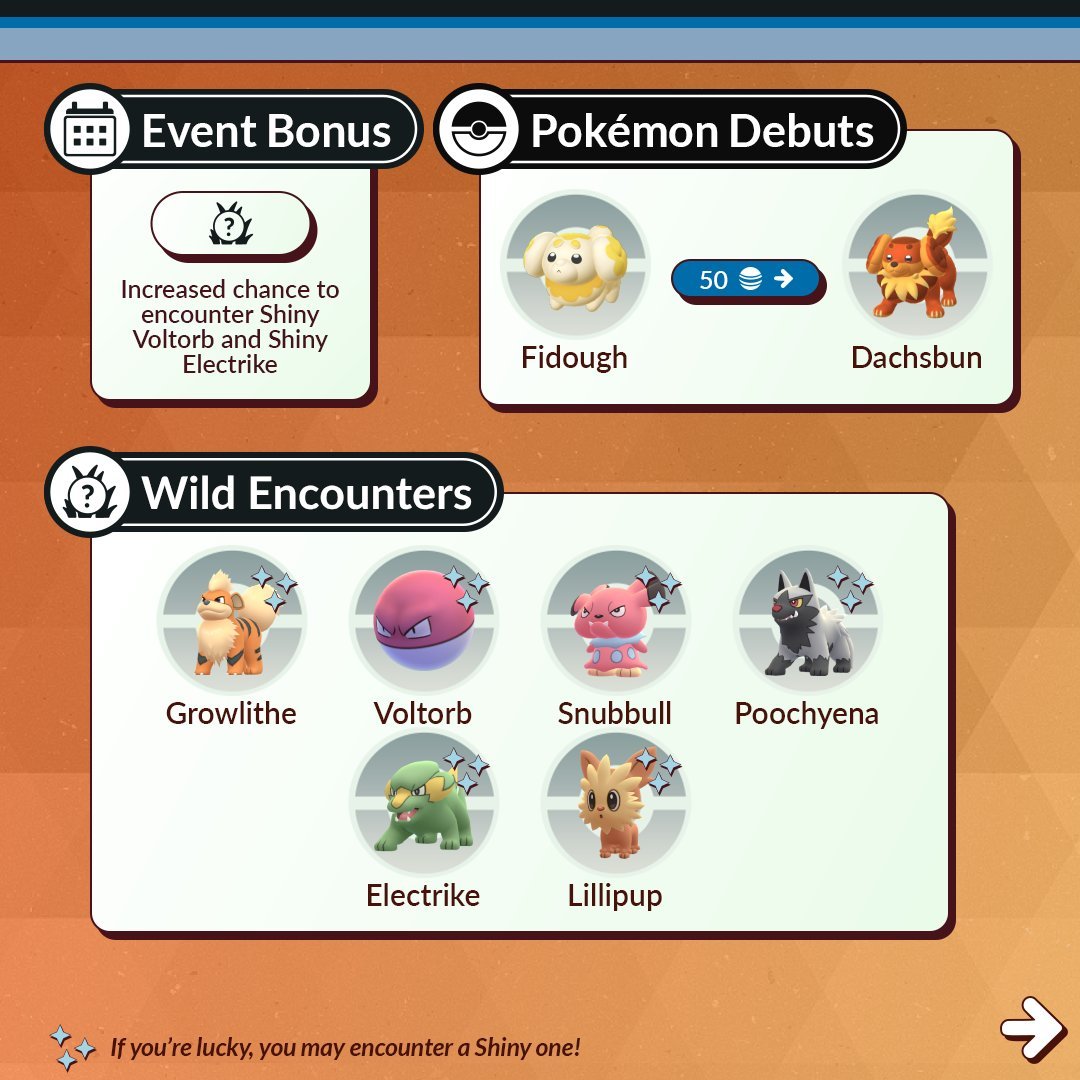 Event Bonus
Pokémon Debuts
?
Increased chance to
encounter Shiny
Voltorb and Shiny
Electrike
50
Fidough
Dachsbun
?
Wild Encounters
Growlithe
Voltorb
Snubbull
Poochyena
Electrike
Lillipup
If you're lucky, you may encounter a Shiny one!